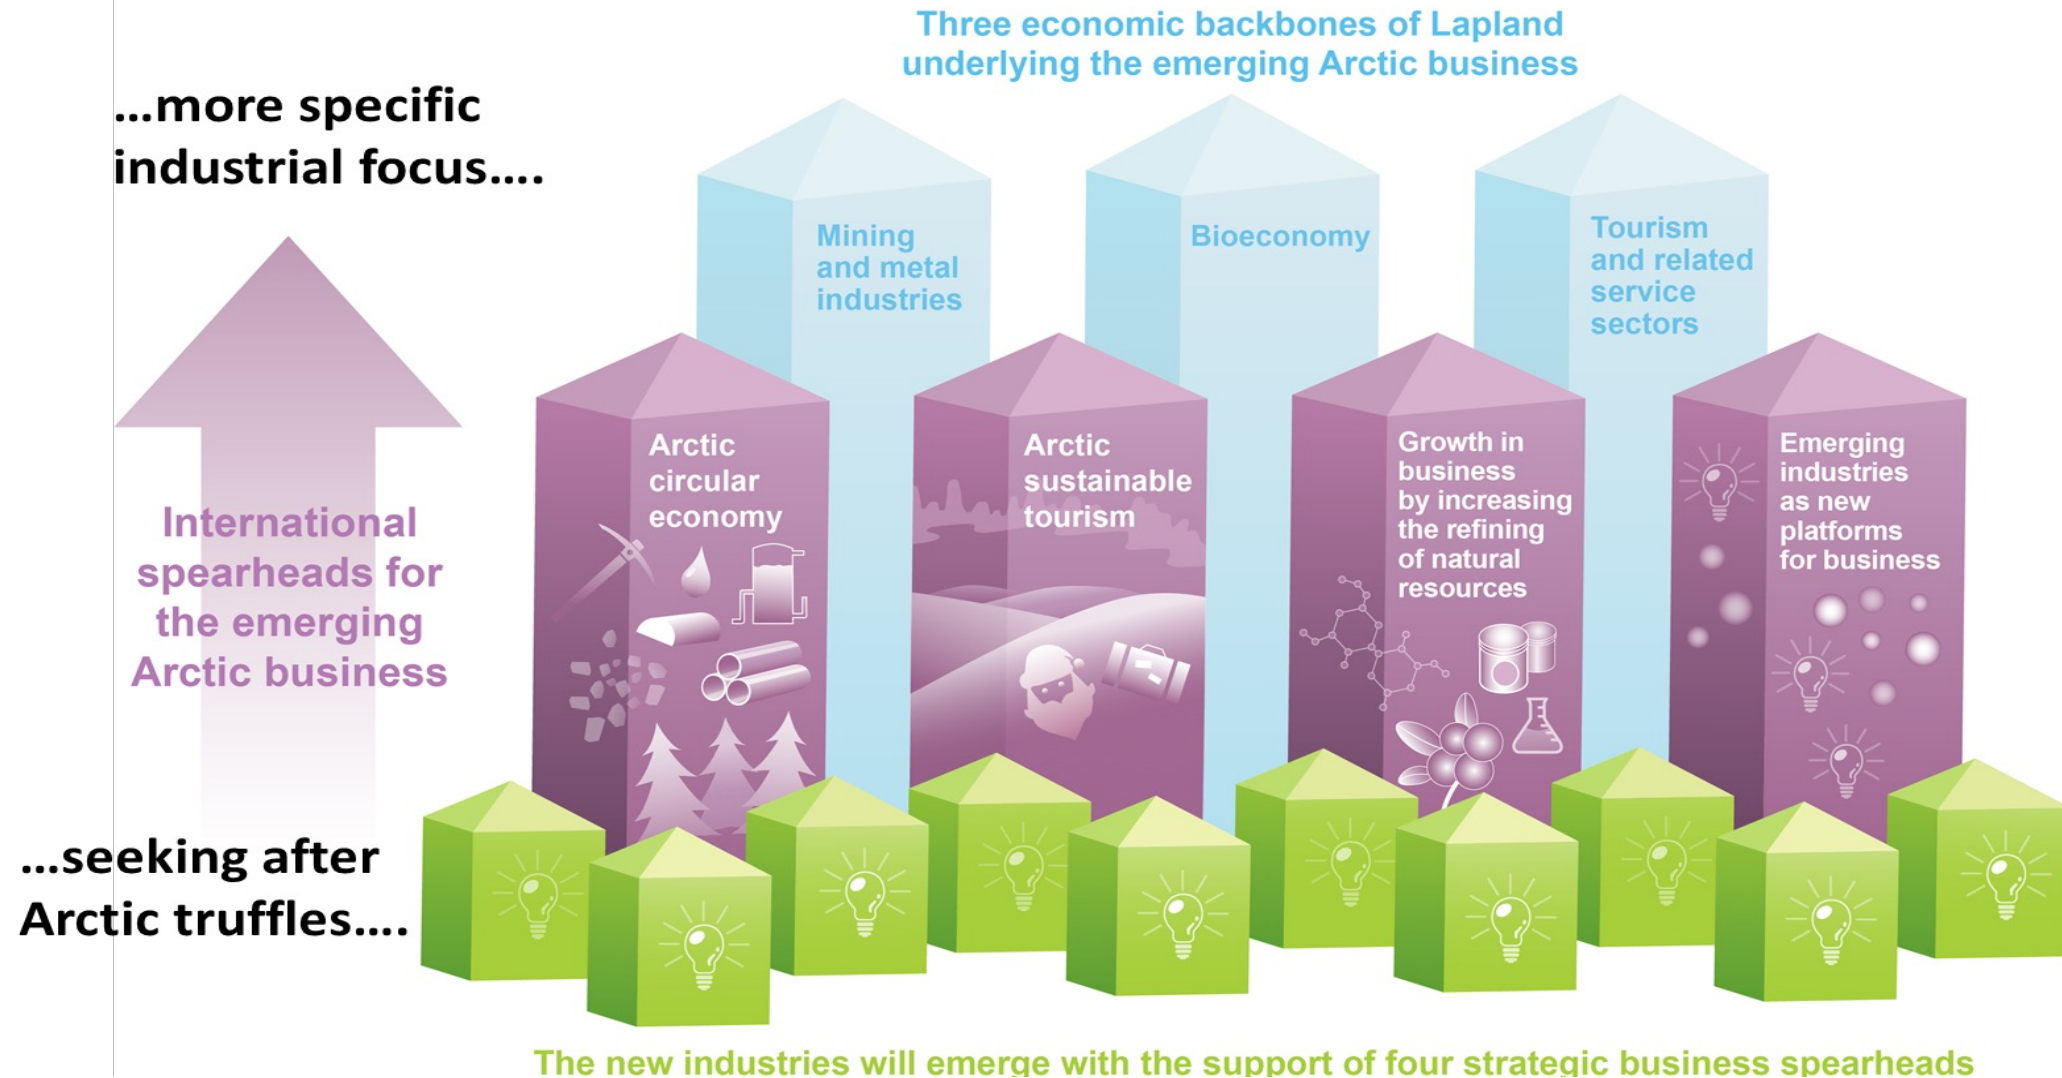 Three economic backbones of Lapland
underlying the emerging Arctic business
...more specific
industrial focus....
Mining
and metal
industries
Bioeconomy
Tourism
and related
service
sectors
International
spearheads for
the emerging
Arctic business
Arctic
circular
economy
Arctic
sustainable
tourism
Growth in
business
by increasing
the refining
of natural
resources
Emerging
industries
as new
platforms
for business
...seeking after
Arctic truffles....
The new industries will emerge with the support of four strategic business spearheads